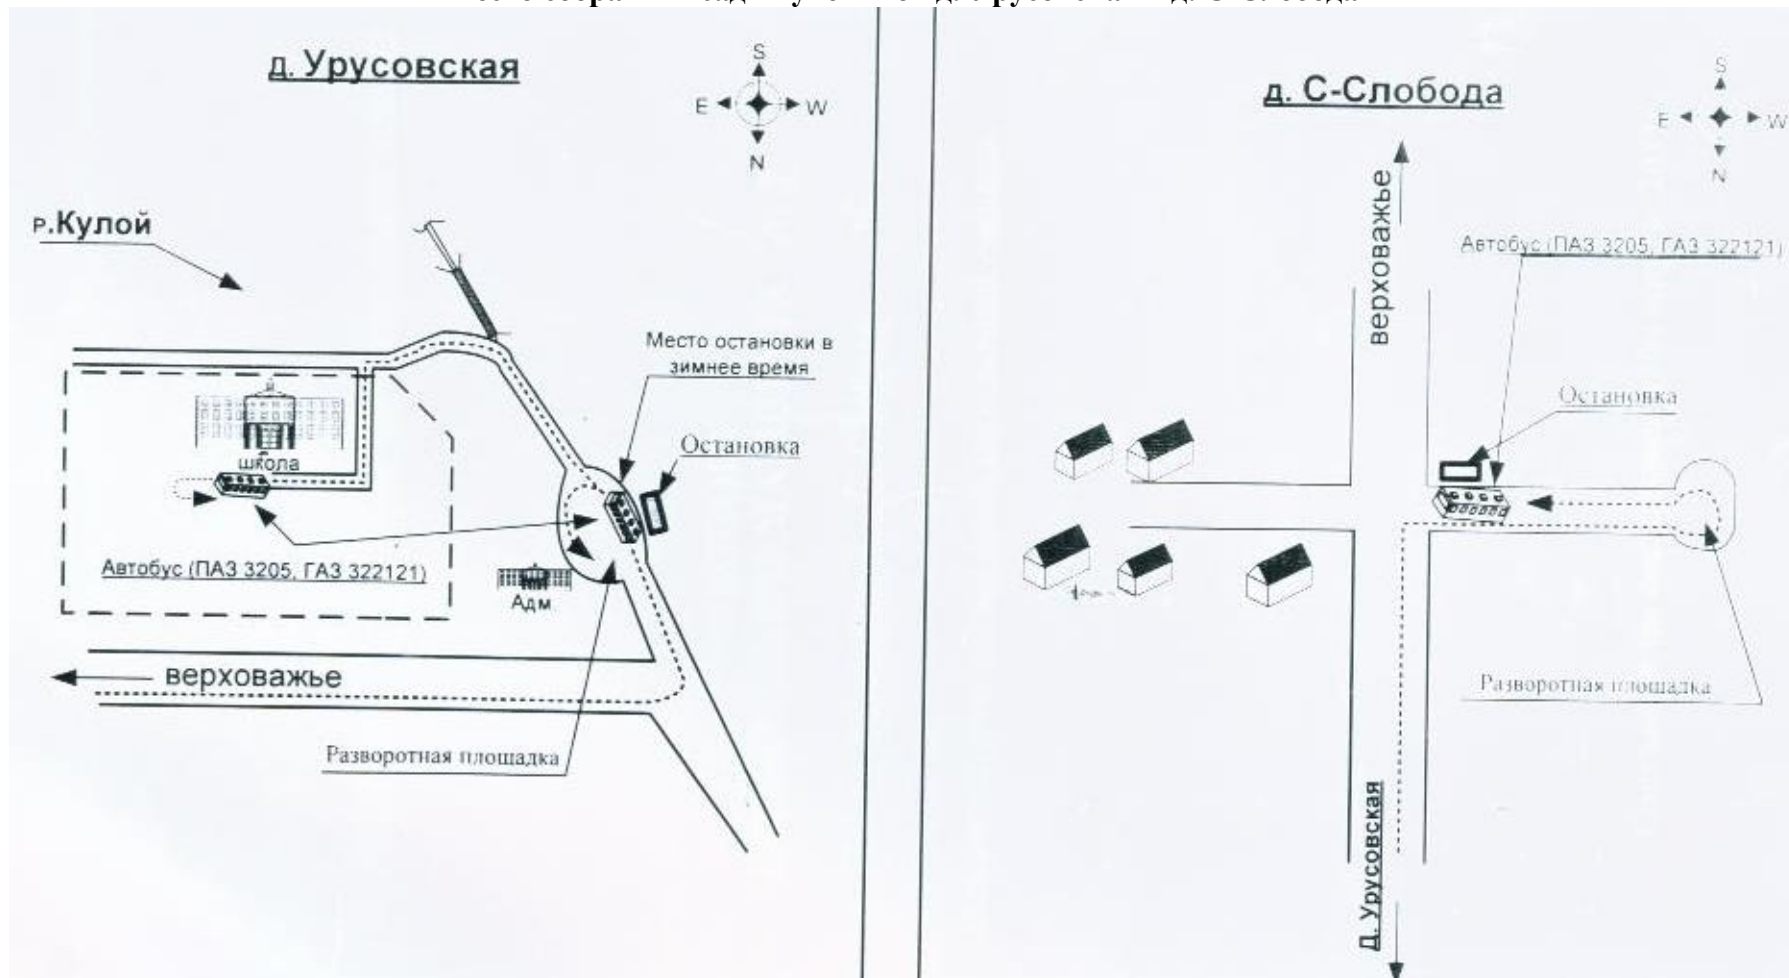 д. Урусовская
S
E W
N
р.Кулой
Место остановки в
зимнее время
Остановка
школа
Автобус (ПАЗ 3205, ГАЗ 322121)
Адм
верховажье
Разворотная площадка
д. С-Слобода
S
E W
N
верховажье
Автобус (ПАЗ 3205, ГАЗ 322121)
Остановка
Разворотная площадка
Д. Урусовская